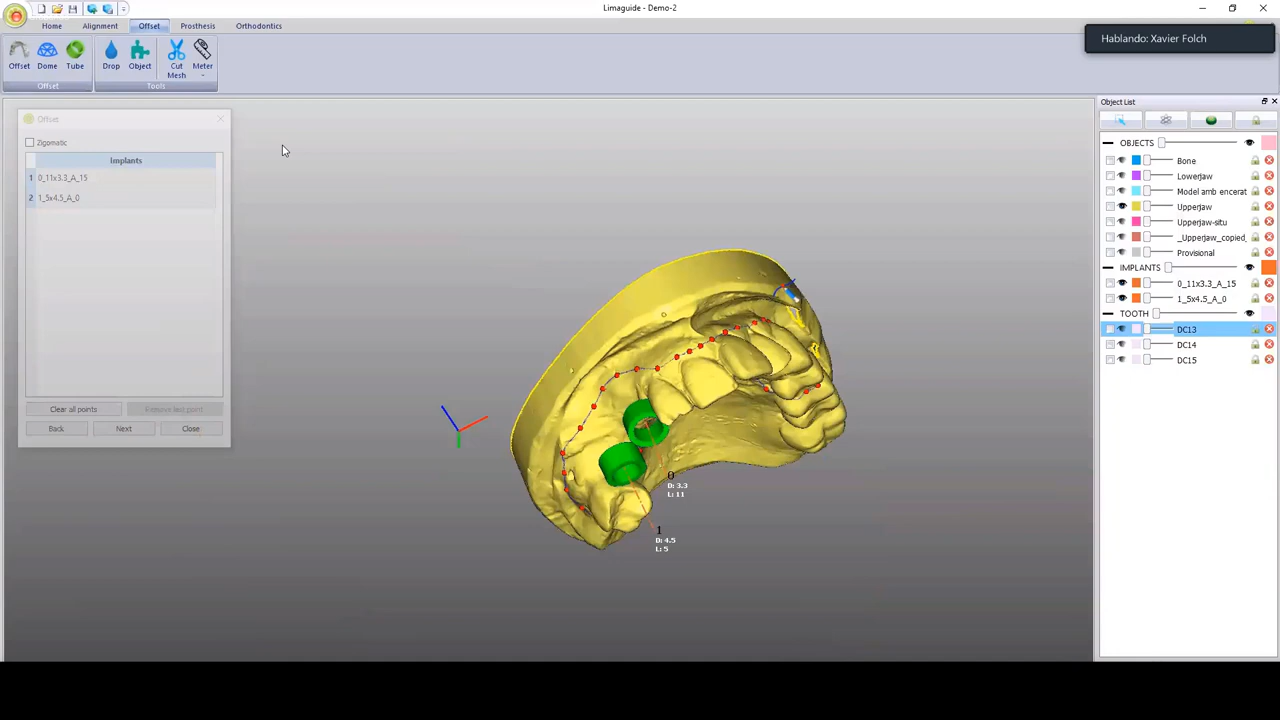 Limaguide - Demo-2
Home Alignment Offset Prosthesis Orthodontics
Hablando: Xavier Folch
Offset Dome Tube Drop Object Cut Mesh Meter
Offset Tools
Object List
Offset
Zigomatic
Implants
1 0_11x3.3_A_15
2 1_5x4.5_A_0
Clear all points Remove last point
Back Next Close
0
D: 3.3
L: 11
1
D: 4.5
L: 5
OBJECTS
Bone
Lowerjaw
Model amb encerat
Upperjaw
Upperjaw-situ
_Upperjaw_copied_
Provisional
IMPLANTS
0_11x3.3_A_15
1_5x4.5_A_0
TOOTH
DC13
DC14
DC15